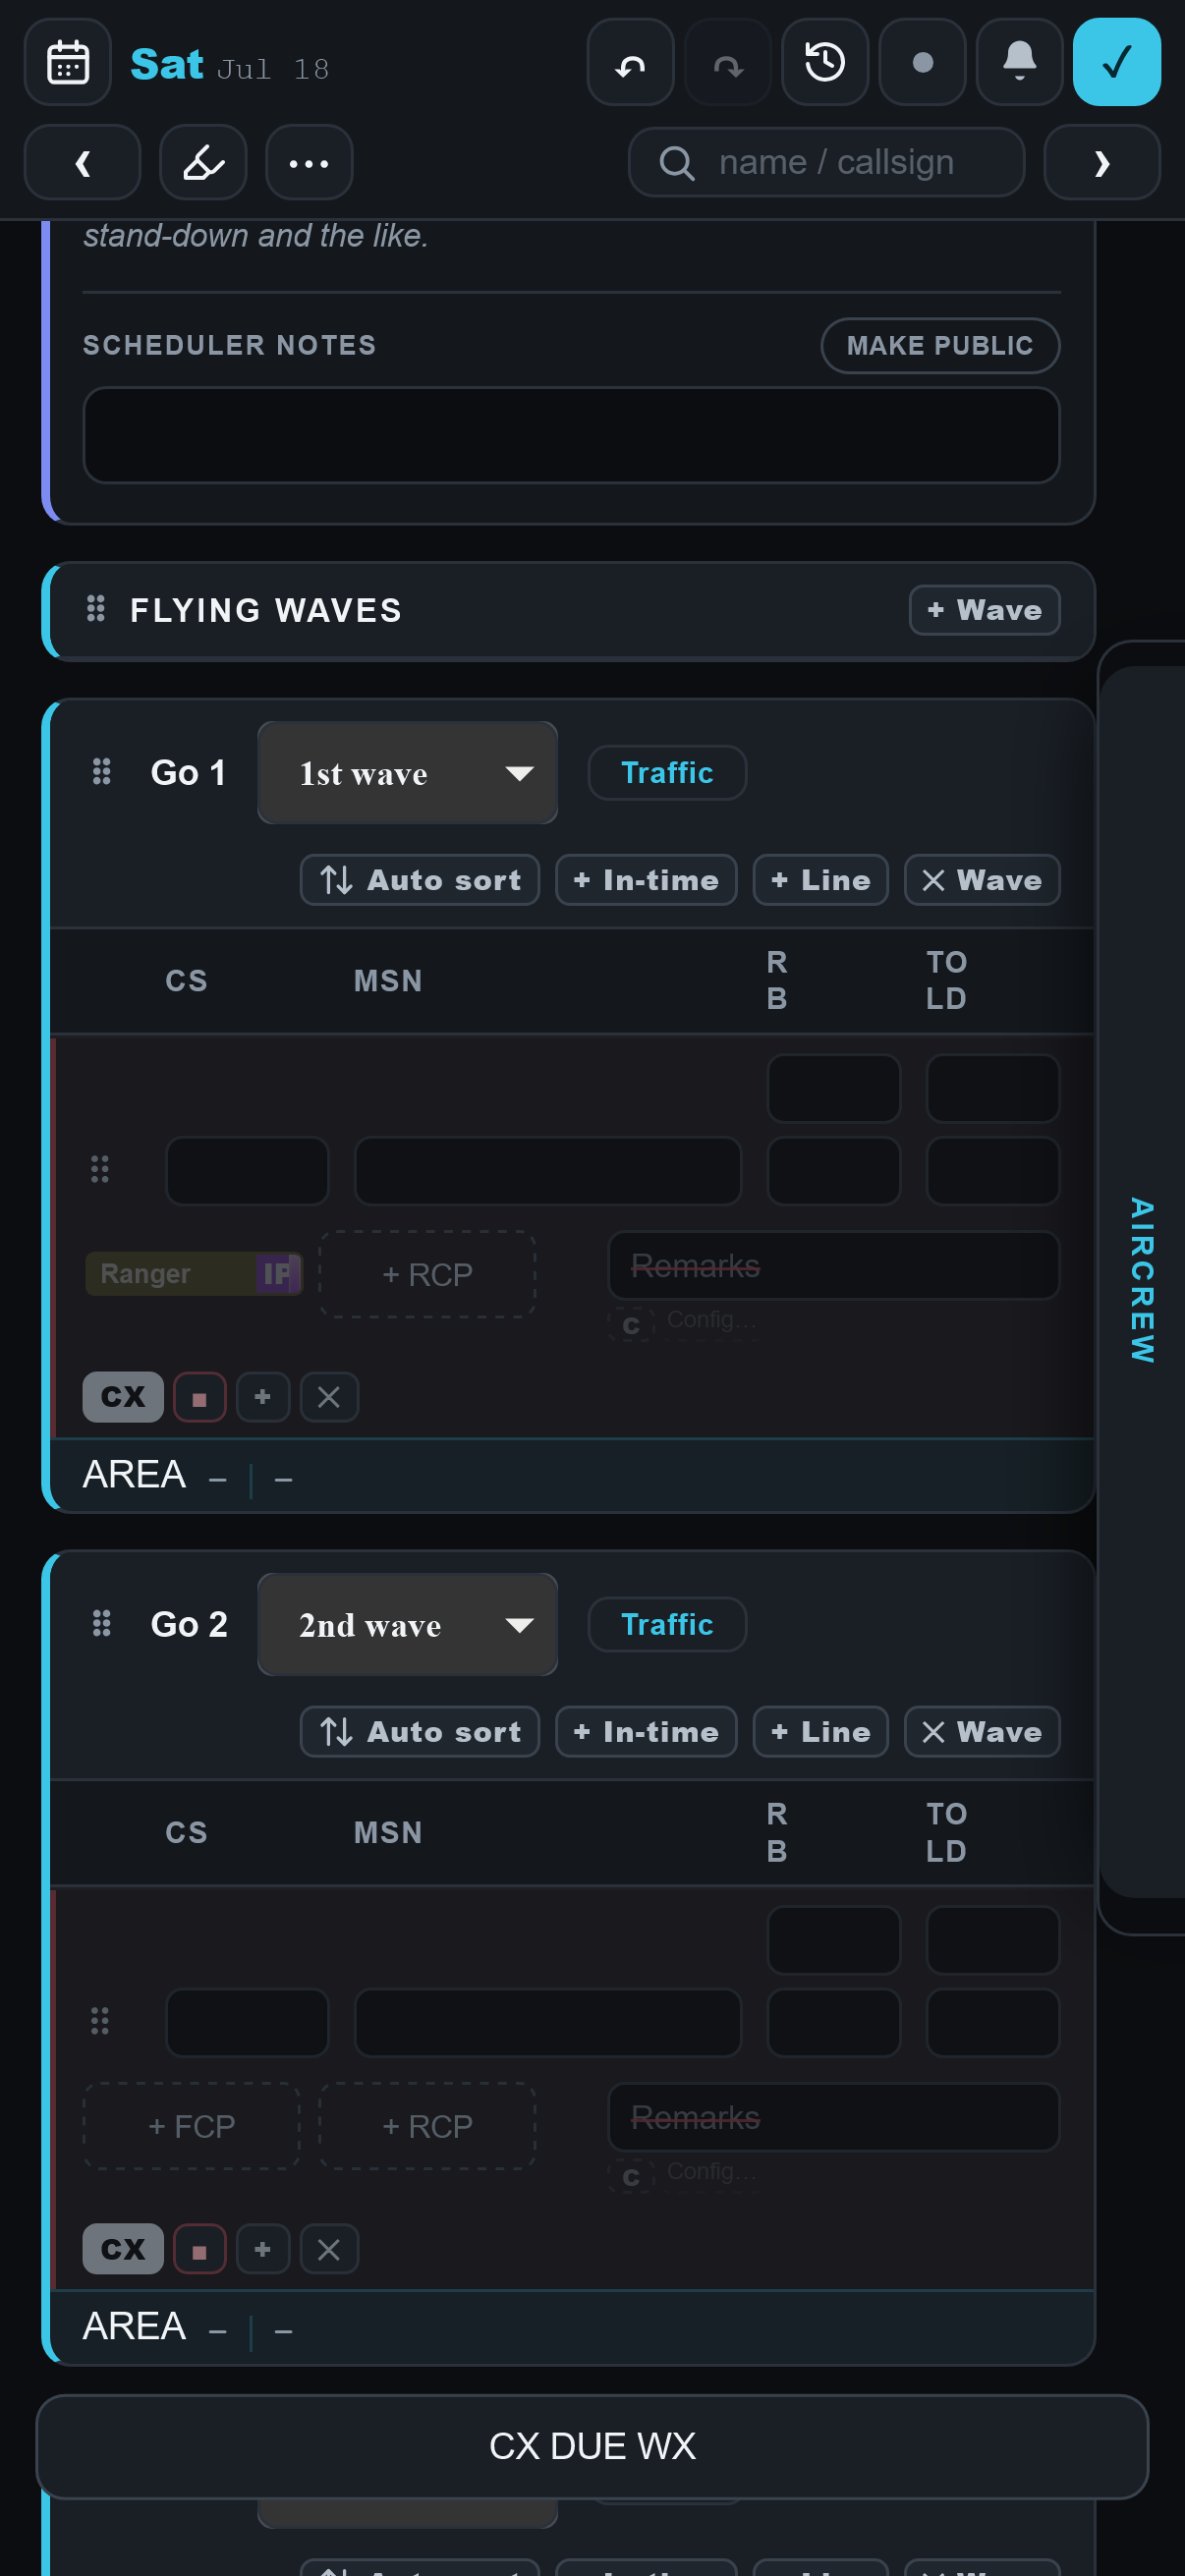 Sat Jul 18
name / callsign
stand-down and the like.
SCHEDULER NOTES MAKE PUBLIC
FLYING WAVES + Wave
Go 1 1st wave Traffic
Auto sort + In-time + Line × Wave
CS MSN R B TO LD
Ranger IP + RCP Remarks
C Config...
CX + ×
AREA – | –
Go 2 2nd wave Traffic
Auto sort + In-time + Line × Wave
CS MSN R B TO LD
+ FCP + RCP Remarks
C Config...
CX + ×
AREA – | –
AIRCREW
CX DUE WX